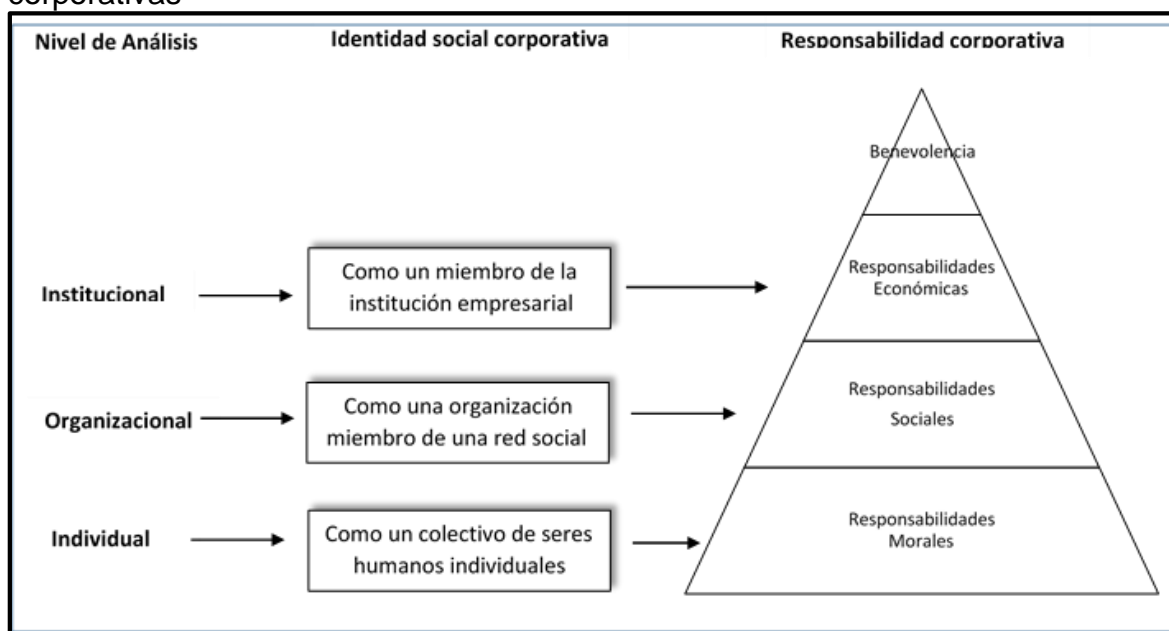 corporativas
Nivel de Análisis
Identidad social corporativa
Responsabilidad corporativa
Benevolencia
Institucional
Como un miembro de la
institución empresarial
Responsabilidades
Económicas
Organizacional
Como una organización
miembro de una red social
Responsabilidades
Sociales
Individual
Como un colectivo de seres
humanos individuales
Responsabilidades
Morales